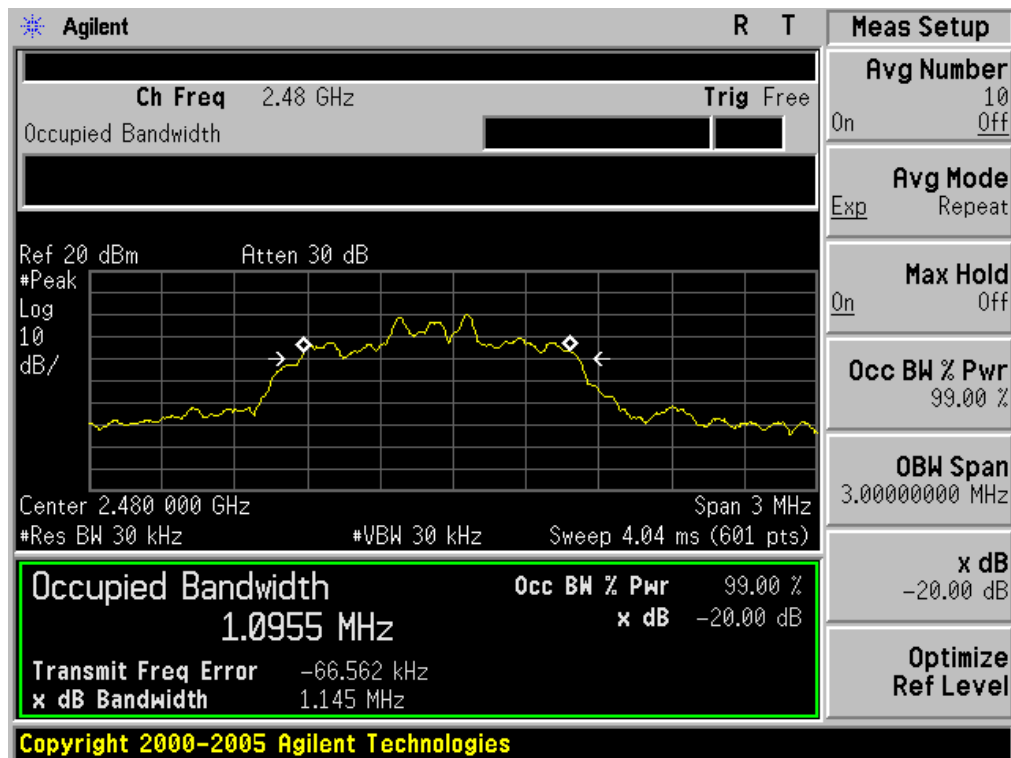 Agilent R T
Ch Freq 2.48 GHz Trig Free
Occupied Bandwidth
Ref 20 dBm Atten 30 dB
#Peak
Log
10
dB/
Center 2.480 000 GHz Span 3 MHz
#Res BW 30 kHz #VBW 30 kHz Sweep 4.04 ms (601 pts)
Occupied Bandwidth Occ BW % Pwr 99.00 %
1.0955 MHz x dB -20.00 dB
Transmit Freq Error -66.562 kHz
x dB Bandwidth 1.145 MHz
Copyright 2000-2005 Agilent Technologies
Meas Setup
Avg Number
10
On Off
Avg Mode
Exp Repeat
Max Hold
On Off
Occ BW % Pwr
99.00 %
OBW Span
3.00000000 MHz
x dB
-20.00 dB
Optimize
Ref Level